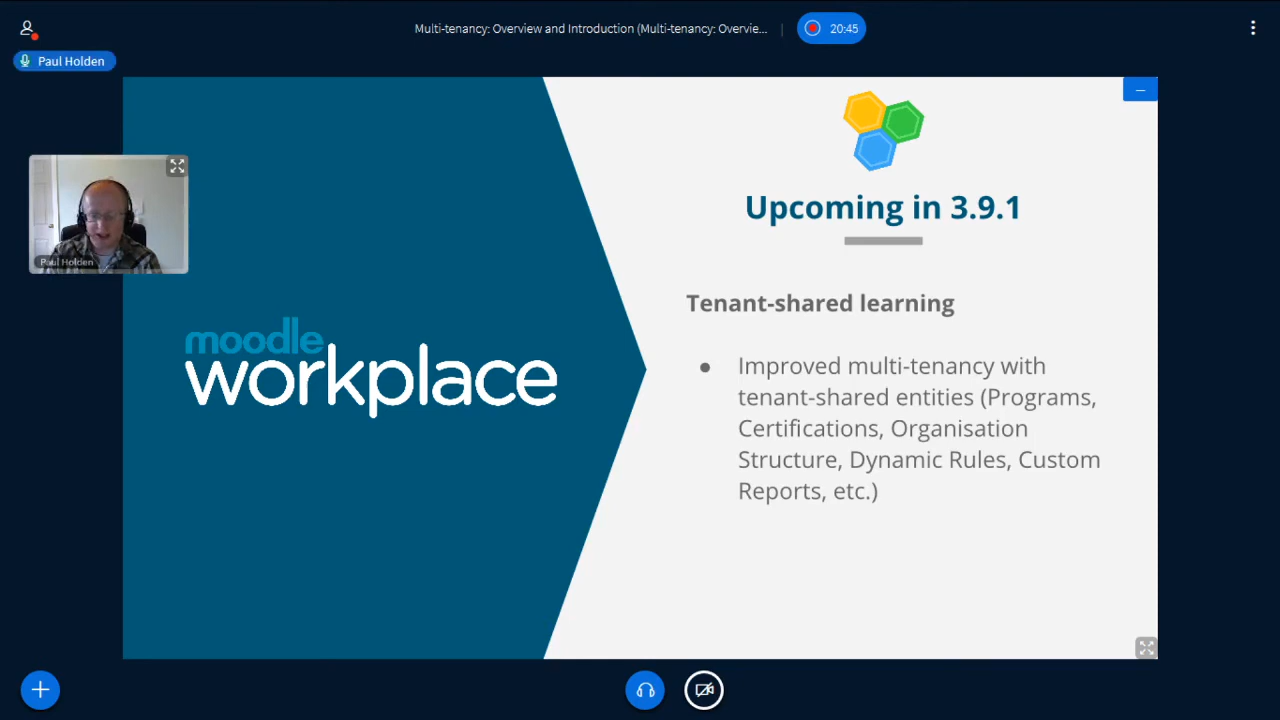 Multi-tenancy: Overview and Introduction (Multi-tenancy: Overvie...
20:45
Paul Holden
Paul Holden
moodle
workplace
Upcoming in 3.9.1
Tenant-shared learning
● Improved multi-tenancy with
tenant-shared entities (Programs,
Certifications, Organisation
Structure, Dynamic Rules, Custom
Reports, etc.)